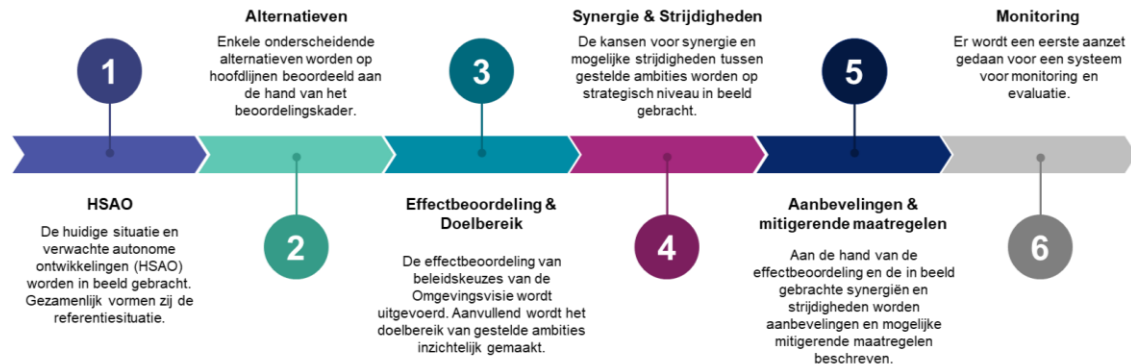 1
HSAO
De huidige situatie en
verwachte autonome
ontwikkelingen (HSAO)
worden in beeld gebracht.
Gezamenlijk vormen zij de
referentiesituatie.
Alternatieven
Enkele onderscheidende
alternatieven worden op
hoofdlijnen beoordeeld aan
de hand van het
beoordelingskader.
2
3
Effectbeoordeling &
Doelbereik
De effectbeoordeling van
beleidskeuzes van de
Omgevingsvisie wordt
uitgevoerd. Aanvullend wordt het
doelbereik van gestelde ambities
inzichtelijk gemaakt.
Synergie & Strijdigheden
De kansen voor synergie en
mogelijke strijdigheden tussen
gestelde ambities worden op
strategisch niveau in beeld
gebracht.
4
5
Aanbevelingen &
mitigerende maatregelen
Aan de hand van de
effectbeoordeling en de in beeld
gebrachte synergiën en
strijdigheden worden
aanbevelingen en mogelijke
mitigerende maatregelen
beschreven.
Monitoring
Er wordt een eerste aanzet
gedaan voor een systeem
voor monitoring en
evaluatie.
6